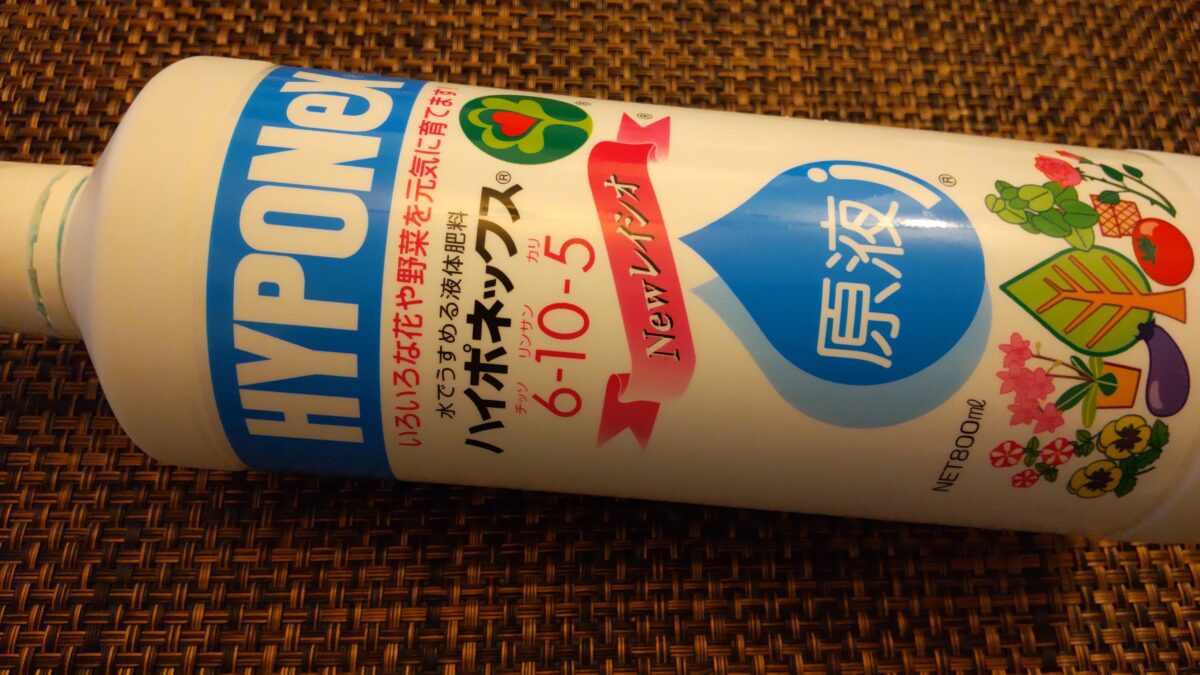 HYPONeX®
いろいろな花や野菜を元気に育てます!
水でうすめる液体肥料
ハイポネックス®
チッソ リンサン カリ
6-10-5
®
®
Newレイシオ
原液
®
NET800ml